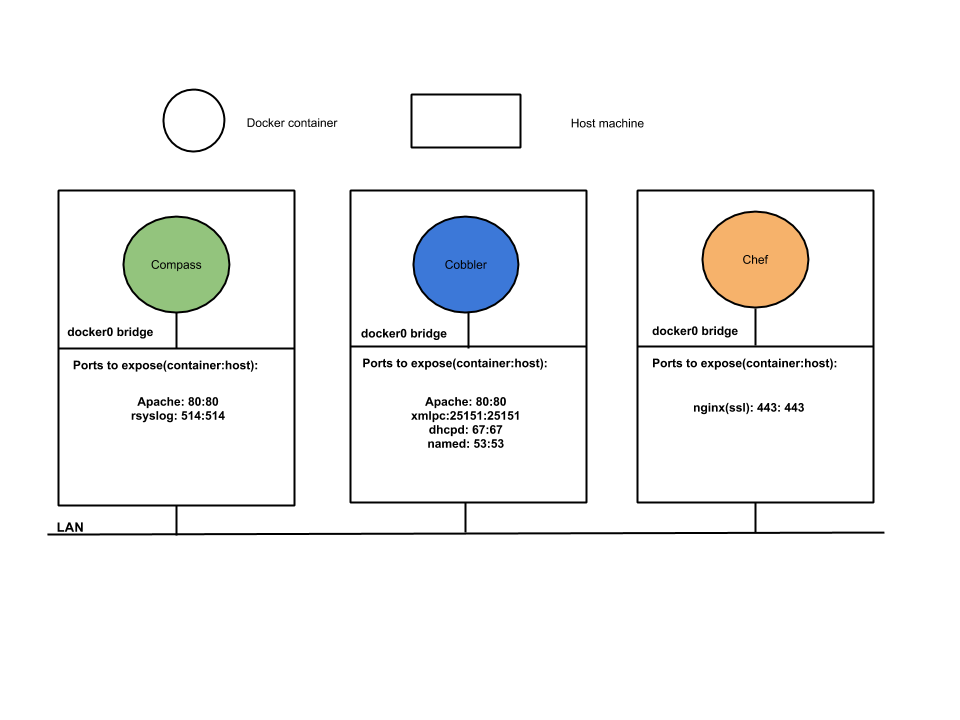 Docker container
Host machine
Compass
docker0 bridge
Ports to expose(container:host):
Apache: 80:80
rsyslog: 514:514
Cobbler
docker0 bridge
Ports to expose(container:host):
Apache: 80:80
xmlpc:25151:25151
dhcpd: 67:67
named: 53:53
Chef
docker0 bridge
Ports to expose(container:host):
nginx(ssl): 443: 443
LAN